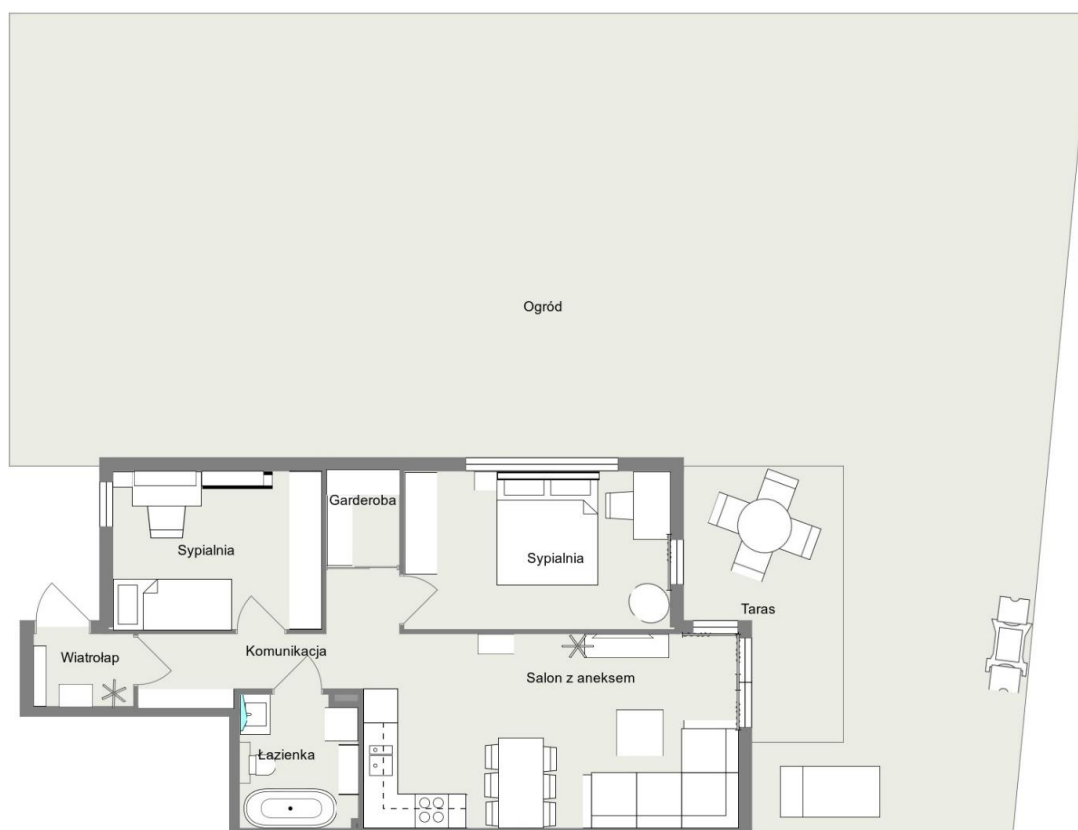 Ogród
Garderoba
Sypialnia
Sypialnia
Taras
Wiatrołap
Komunikacja
Salon z aneksem
Łazienka